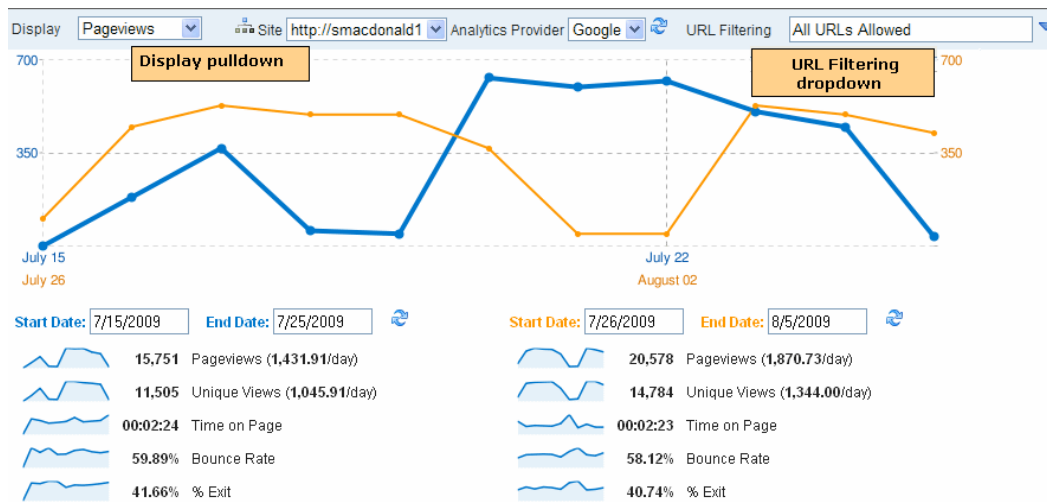 Display Pageviews Site http://smacdonald1 Analytics Provider Google URL Filtering All URLs Allowed
Display pulldown
URL Filtering
dropdown
700 700
350 350
July 15 July 22
July 26 August 02
Start Date: 7/15/2009 End Date: 7/25/2009 Start Date: 7/26/2009 End Date: 8/5/2009
15,751 Pageviews (1,431.91/day) 20,578 Pageviews (1,870.73/day)
11,505 Unique Views (1,045.91/day) 14,784 Unique Views (1,344.00/day)
00:02:24 Time on Page 00:02:23 Time on Page
59.89% Bounce Rate 58.12% Bounce Rate
41.66% % Exit 40.74% % Exit